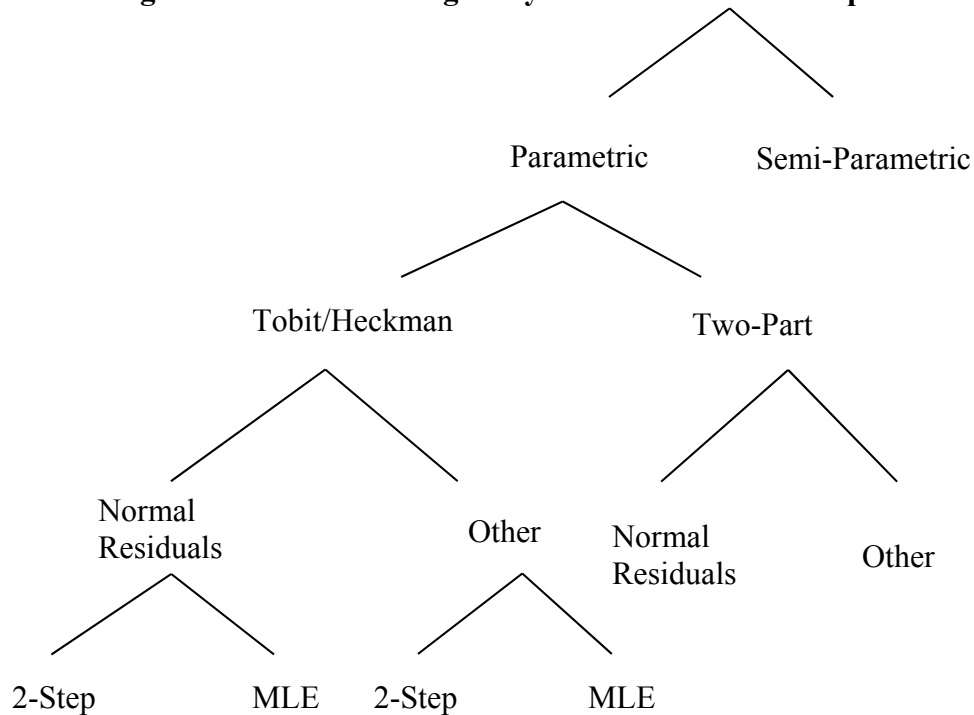 Parametric
Semi-Parametric
Tobit/Heckman
Two-Part
Normal
Residuals
Other
Normal
Residuals
Other
2-Step
MLE
2-Step
MLE